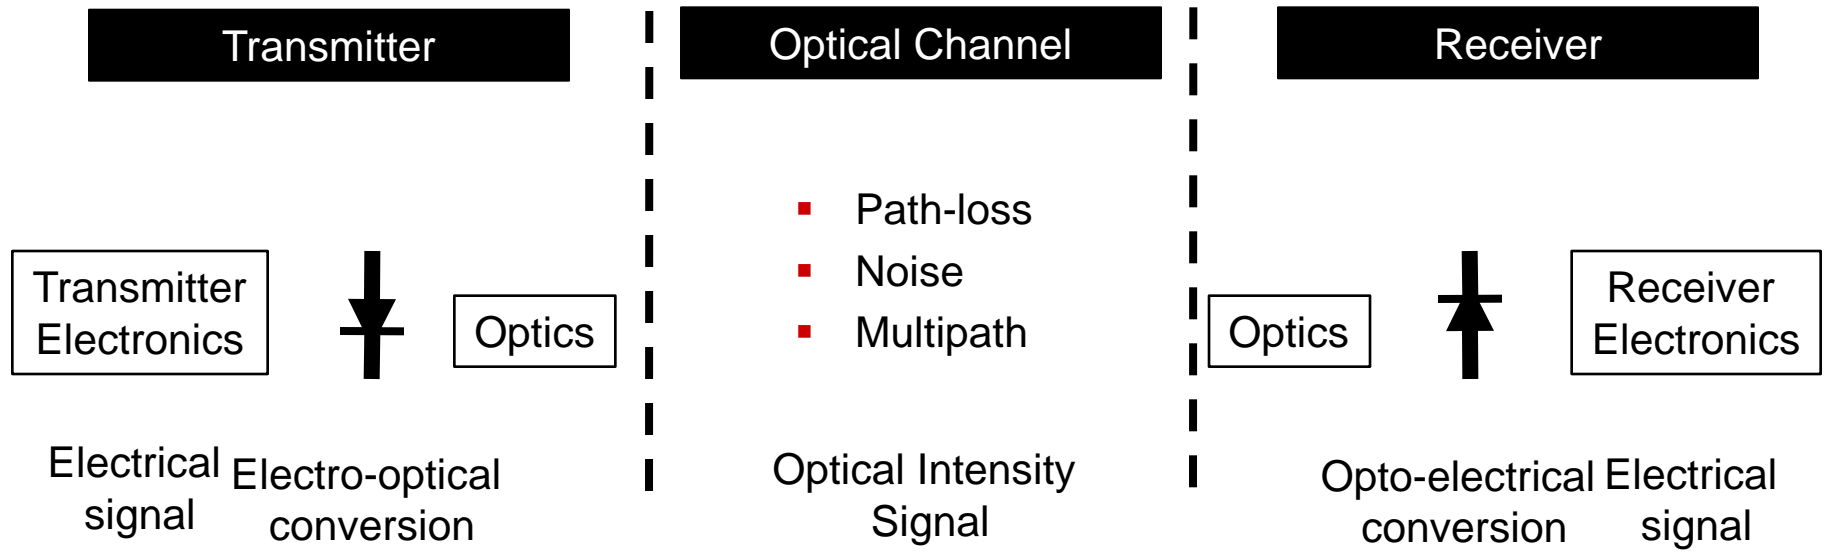 Transmitter
Optical Channel
Receiver
Path-loss
Noise
Multipath
Transmitter
Electronics
Optics
Optics
Receiver
Electronics
Electrical
signal
Electro-optical
conversion
Optical Intensity
Signal
Opto-electrical
conversion
Electrical
signal